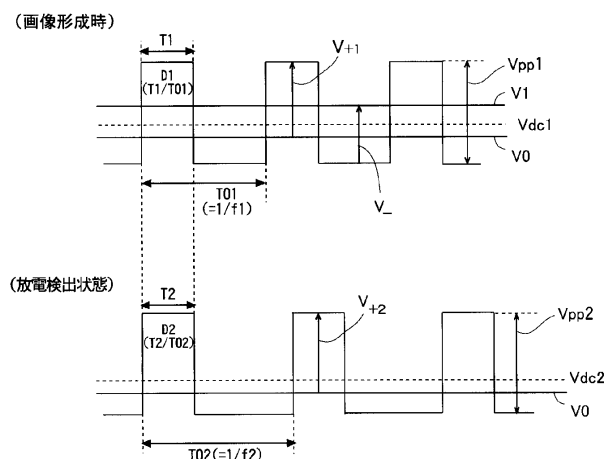 (画像形成時)
T1
D1
(T1/T01)
V+1
Vpp1
V1
Vdc1
V0
T01
(=1/f1)
V_
(放電検出状態)
T2
D2
(T2/T02)
V+2
Vpp2
Vdc2
V0
T02(=1/f2)